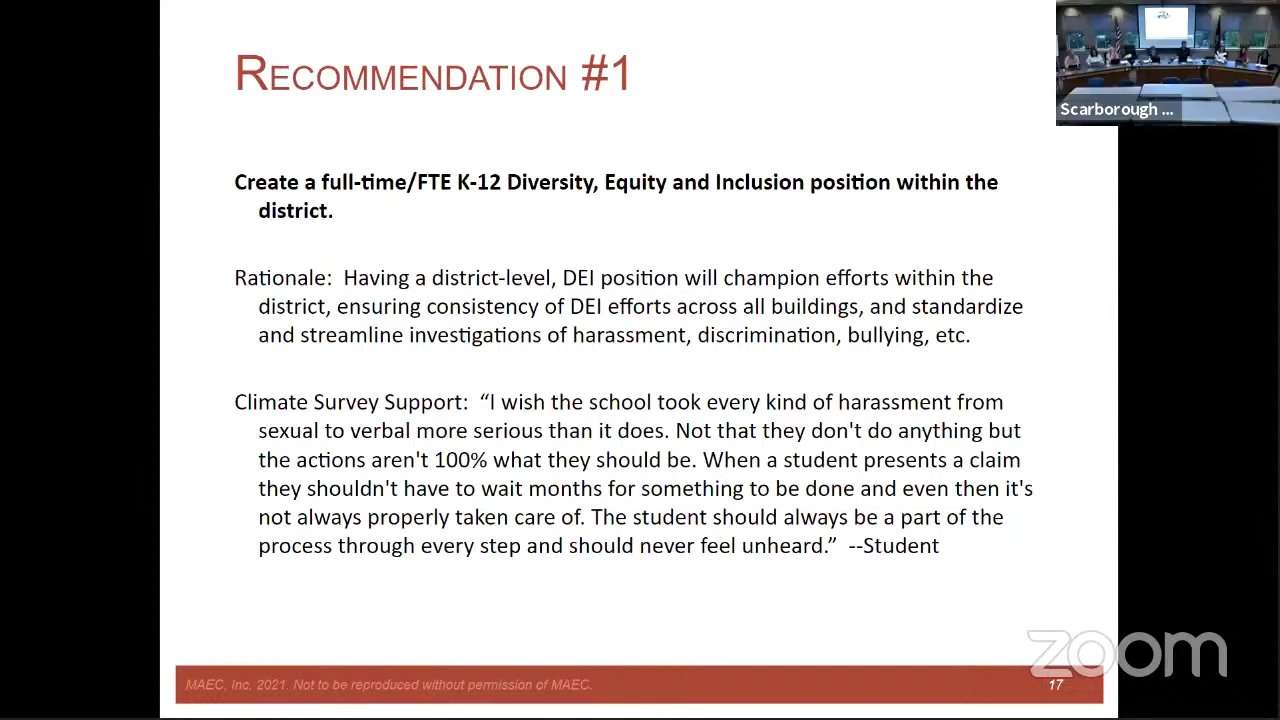 RECOMMENDATION #1
Scarborough ...
Create a full-time/FTE K-12 Diversity, Equity and Inclusion position within the
district.
Rationale:  Having a district-level, DEI position will champion efforts within the
district, ensuring consistency of DEI efforts across all buildings, and standardize
and streamline investigations of harassment, discrimination, bullying, etc.
Climate Survey Support:  “I wish the school took every kind of harassment from
sexual to verbal more serious than it does. Not that they don't do anything but
the actions aren't 100% what they should be. When a student presents a claim
they shouldn't have to wait months for something to be done and even then it's
not always properly taken care of. The student should always be a part of the
process through every step and should never feel unheard.”  --Student
zoom
MAEC, Inc, 2021. Not to be reproduced without permission of MAEC.
17